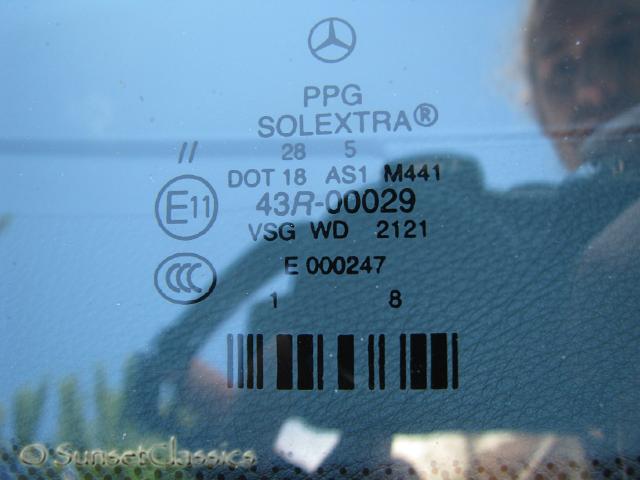 PPG
SOLEXTRA®
// 28 5
DOT 18 AS1 M441
E11 43R-00029
VSG WD 2121
CCC E 000247
1 8
© SunsetClassics